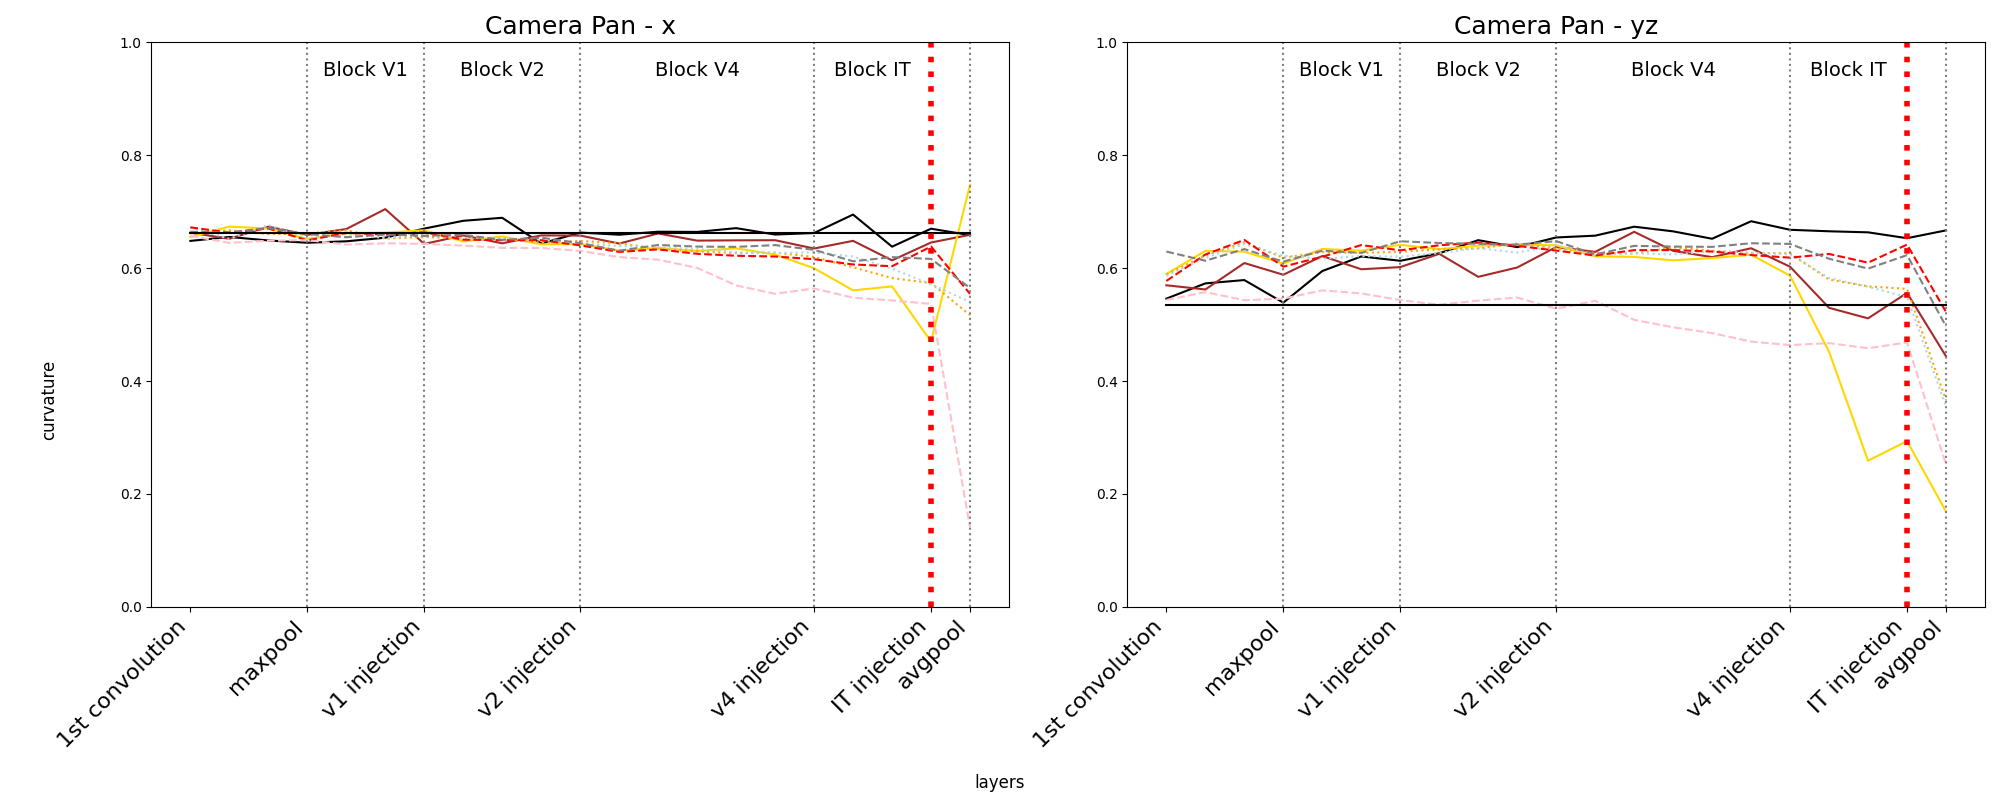 Camera Pan - x
Camera Pan - yz
1.0
0.8
0.6
0.4
0.2
0.0
Block V1
Block V2
Block V4
Block IT
1.0
0.8
0.6
0.4
0.2
0.0
Block V1
Block V2
Block V4
Block IT
curvature
1st convolution
maxpool
v1 injection
v2 injection
v4 injection
IT injection
avgpool
1st convolution
maxpool
v1 injection
v2 injection
v4 injection
IT injection
avgpool
layers